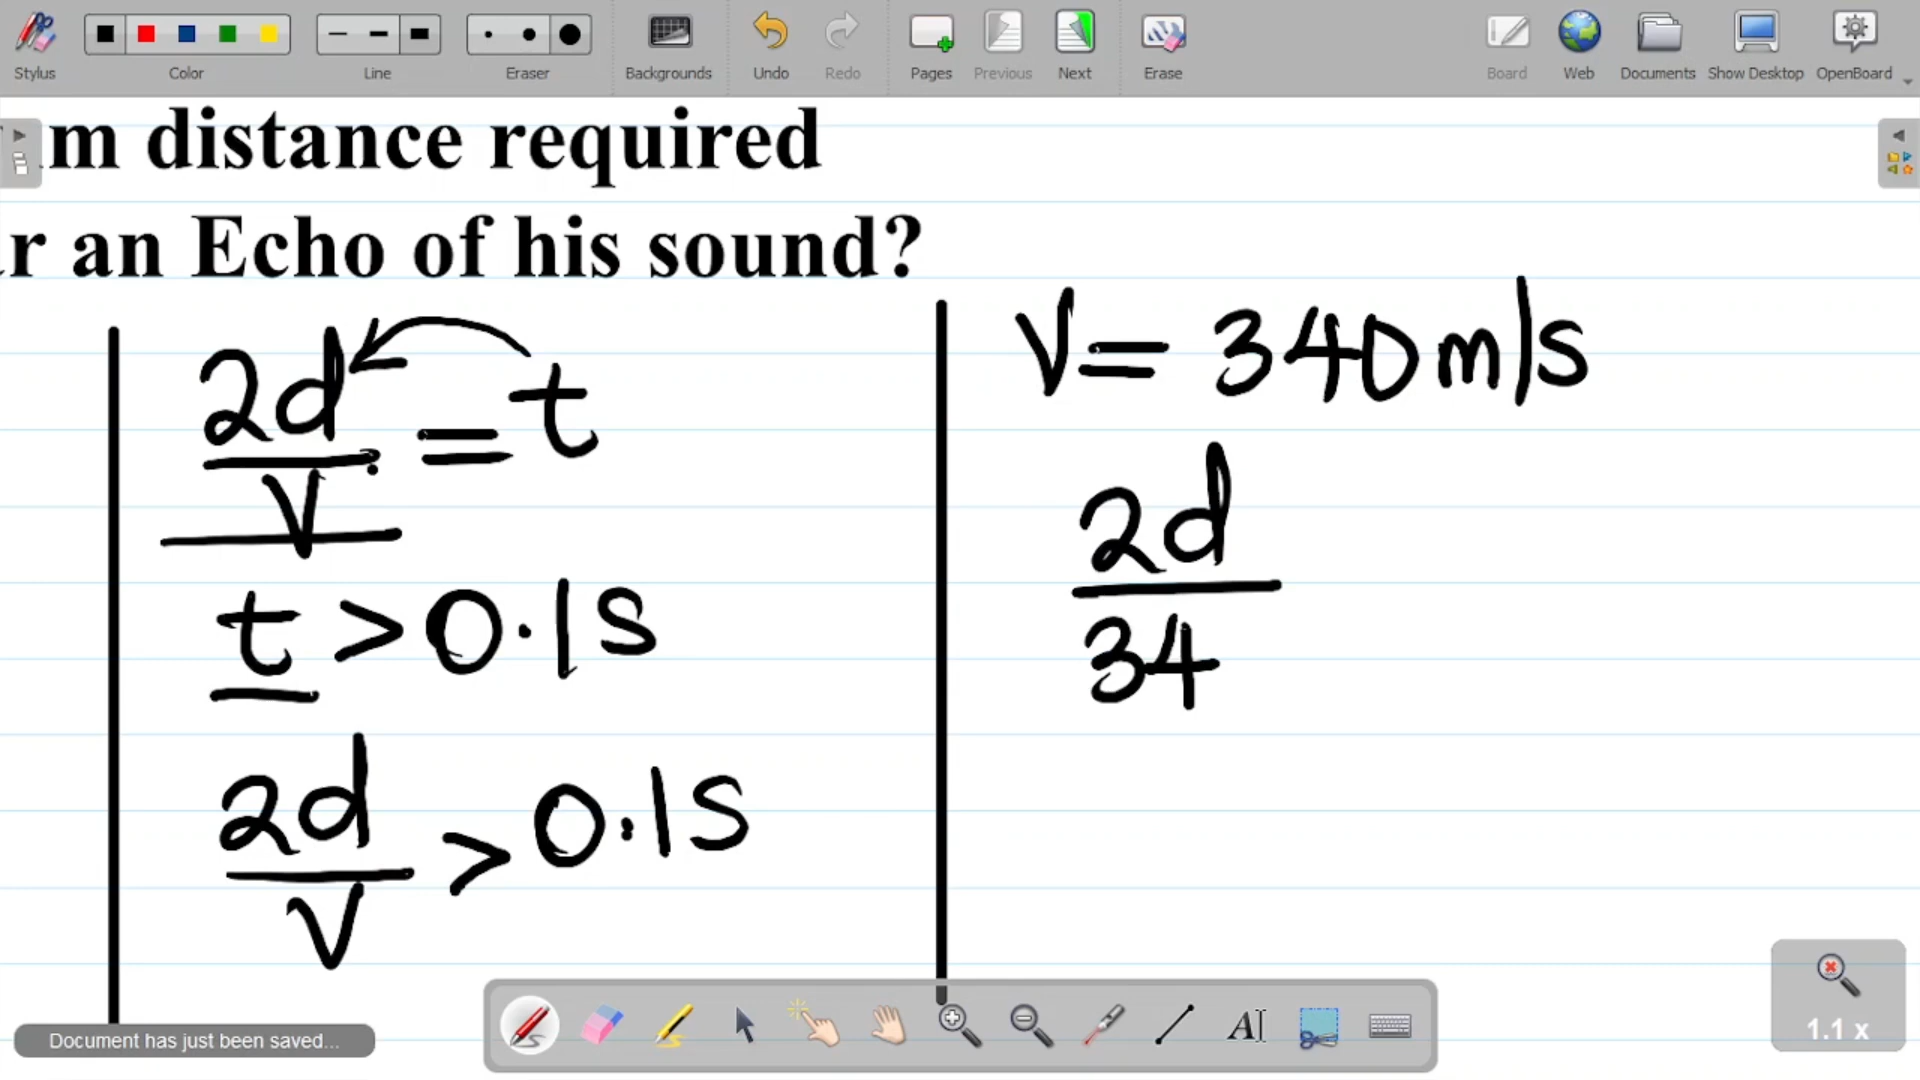 Stylus
Color
Line
Eraser
Backgrounds
Undo
Redo
Pages
Previous
Next
Erase
Board
Web
Documents
Show Desktop
OpenBoard
m distance required
r an Echo of his sound?
2d/V = t
t > 0.1s
2d/V > 0.1s
V = 340m/s
2d
34
Document has just been saved...
1.1 x